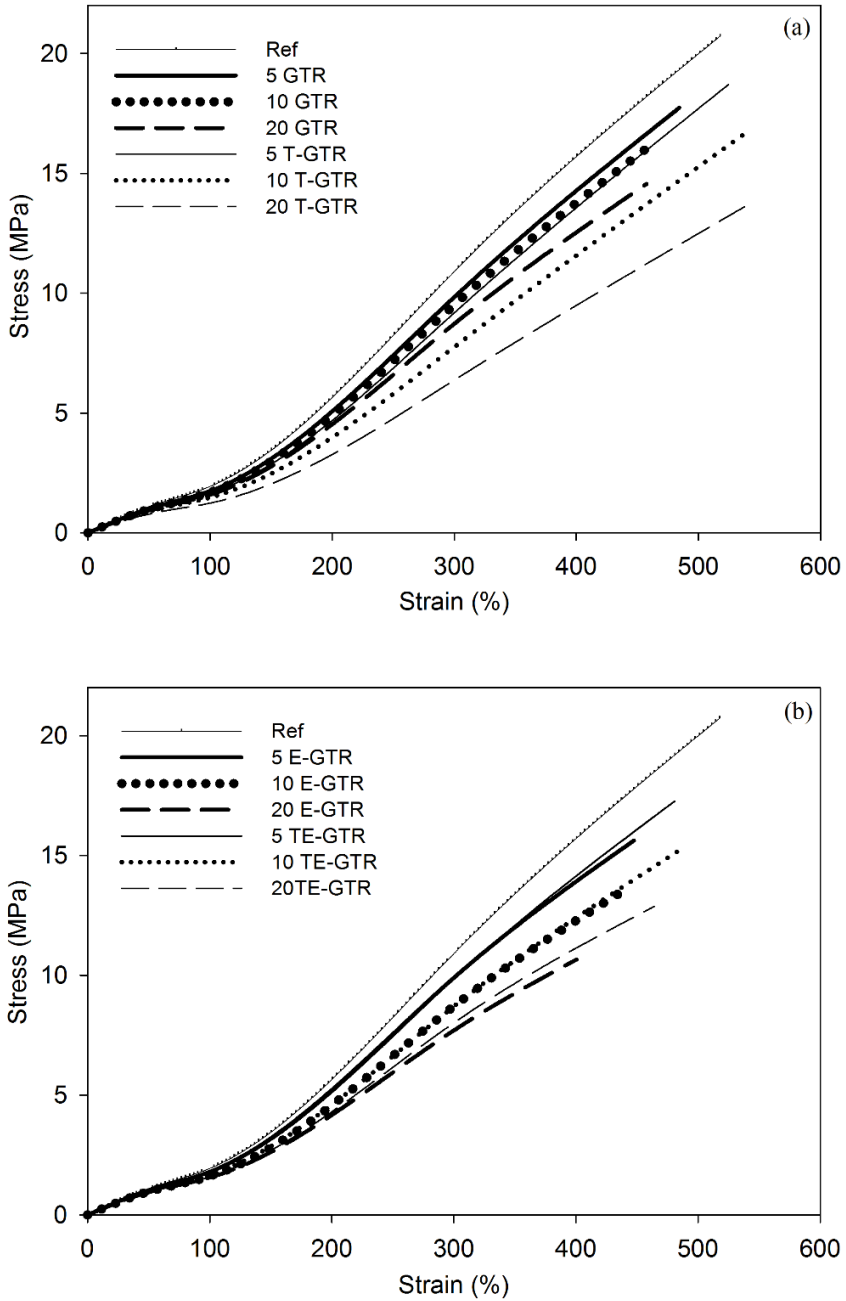 (a)
Ref
5 GTR
10 GTR
20 GTR
5 T-GTR
10 T-GTR
20 T-GTR
20
15
10
5
0
Stress (MPa)
0 100 200 300 400 500 600
Strain (%)
(b)
Ref
5 E-GTR
10 E-GTR
20 E-GTR
5 TE-GTR
10 TE-GTR
20TE-GTR
20
15
10
5
0
Stress (MPa)
0 100 200 300 400 500 600
Strain (%)